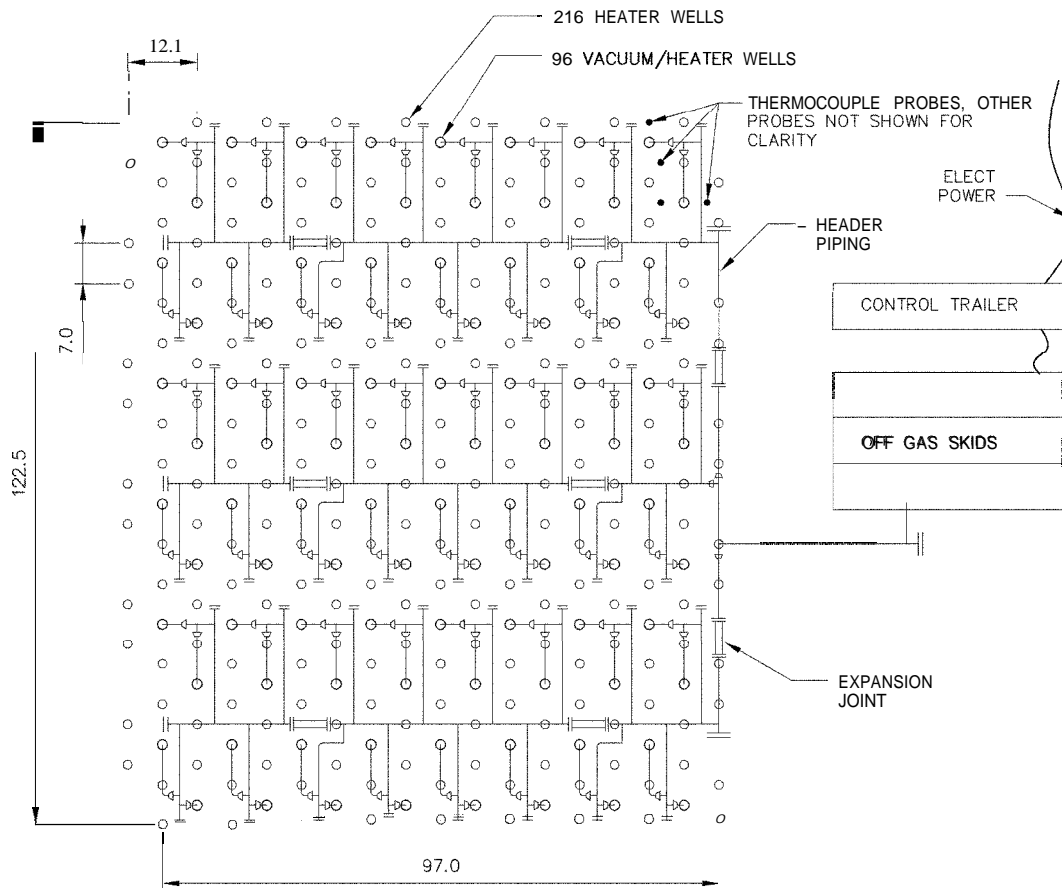 216 HEATER WELLS
12.1
96 VACUUM/HEATER WELLS
THERMOCOUPLE PROBES, OTHER
PROBES NOT SHOWN FOR
CLARITY
ELECT
POWER
HEADER
PIPING
CONTROL TRAILER
7.0
OFF GAS SKIDS
122.5
EXPANSION
JOINT
97.0